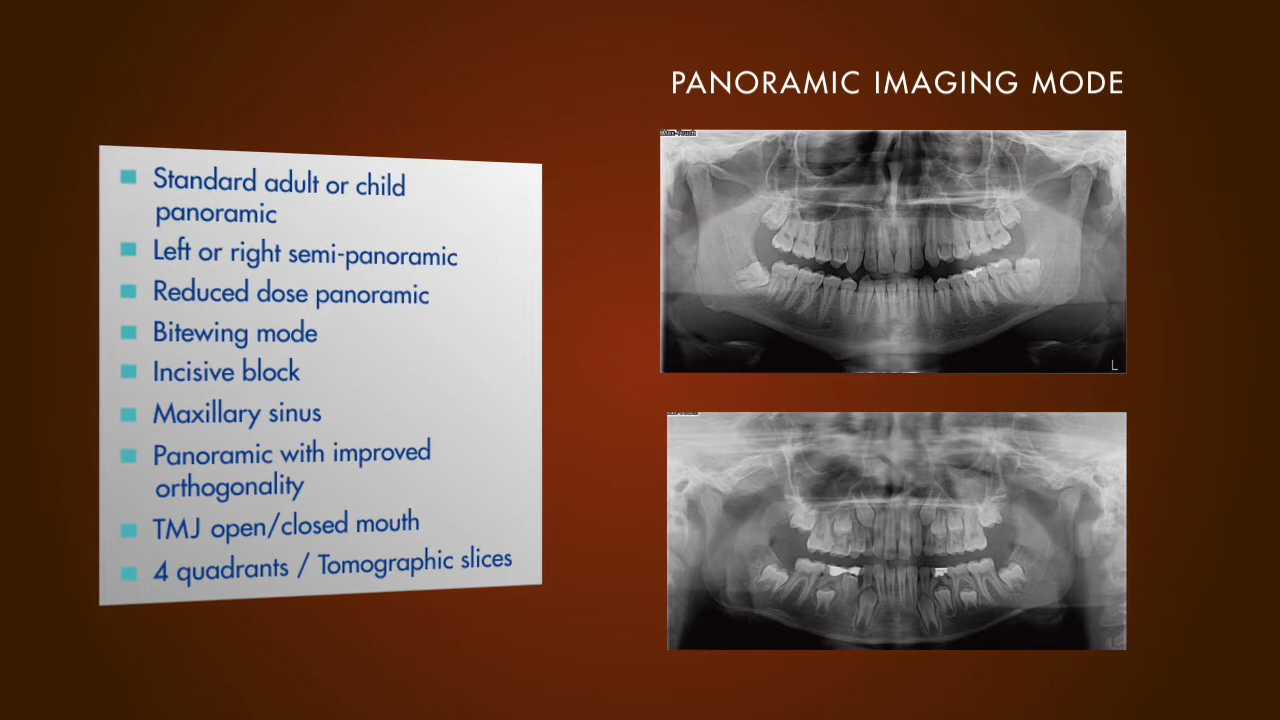 PANORAMIC IMAGING MODE
Standard adult or child
panoramic
Left or right semi-panoramic
Reduced dose panoramic
Bitewing mode
Incisive block
Maxillary sinus
Panoramic with improved
orthogonality
TMJ open/closed mouth
4 quadrants / Tomographic slices
L